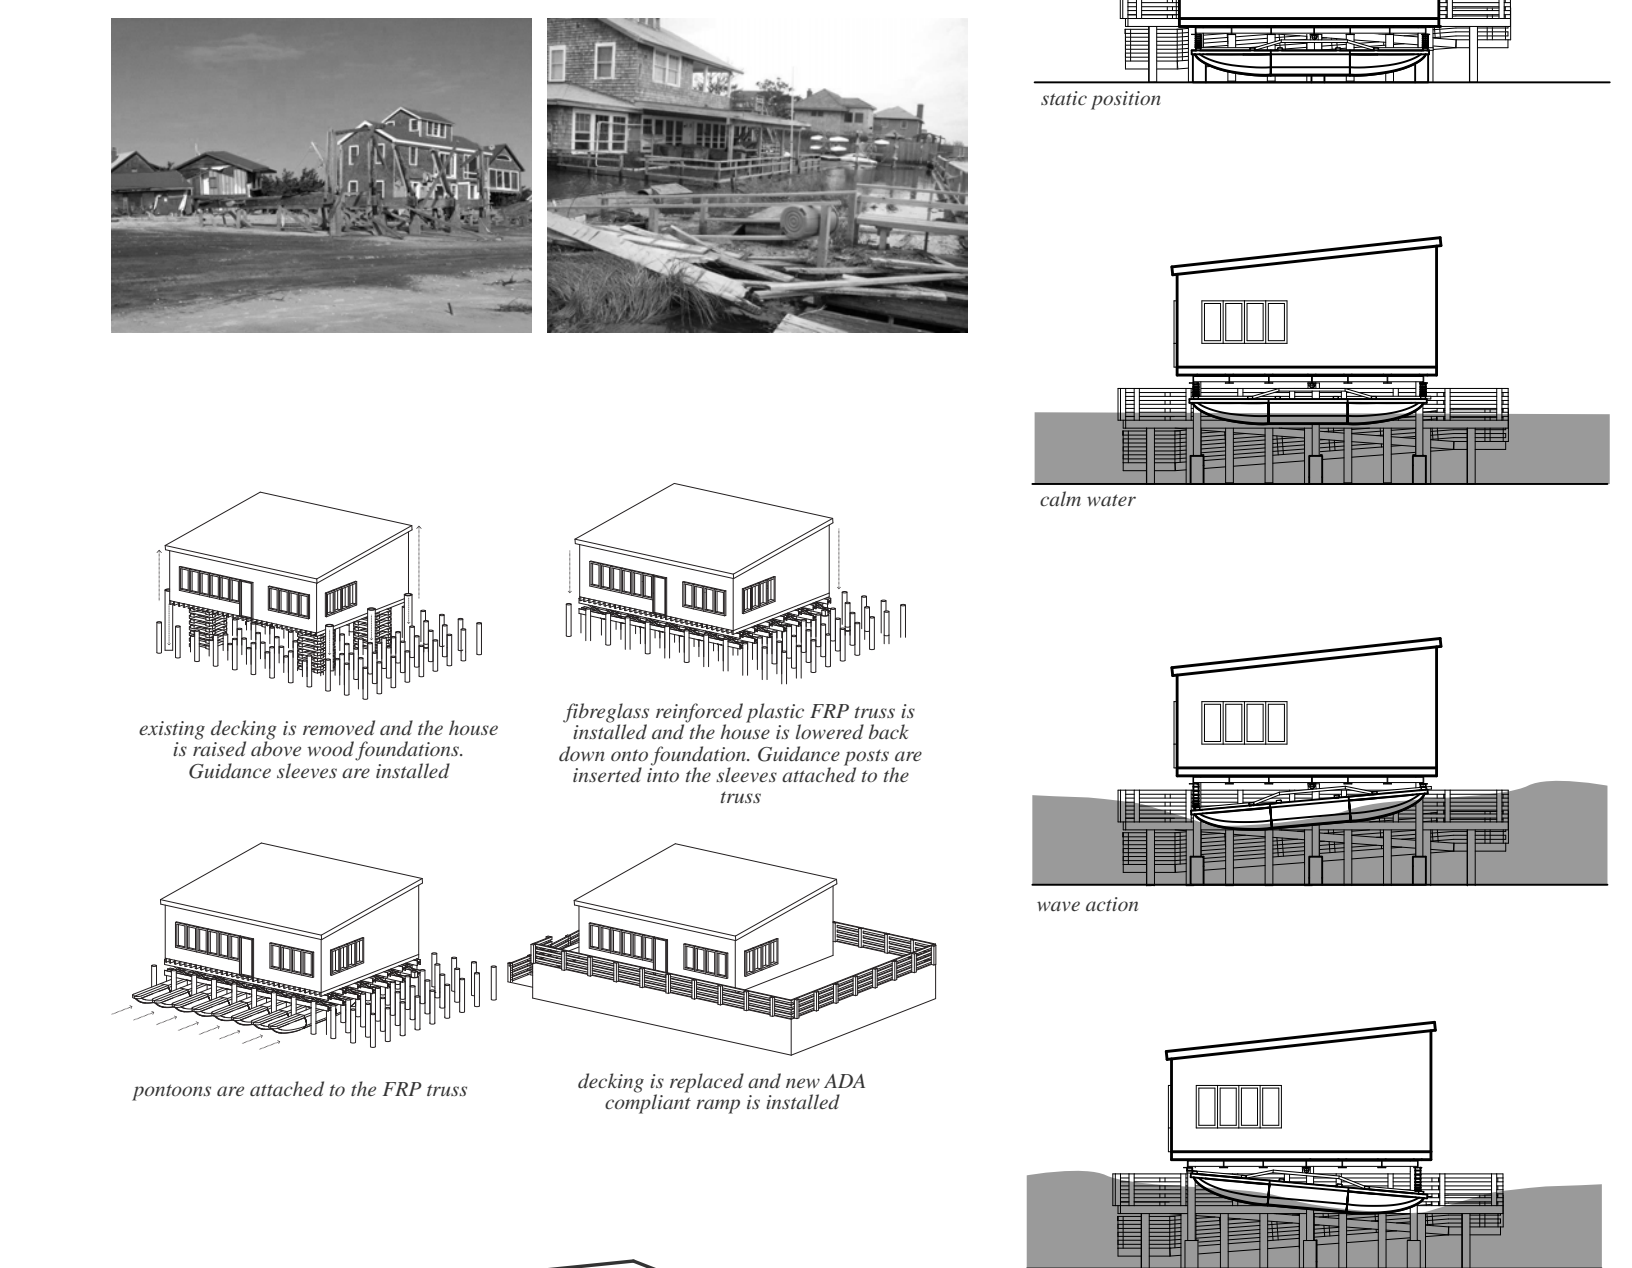 static position
calm water
existing decking is removed and the house
is raised above wood foundations.
Guidance sleeves are installed
fibreglass reinforced plastic FRP truss is
installed and the house is lowered back
down onto foundation. Guidance posts are
inserted into the sleeves attached to the
truss
wave action
pontoons are attached to the FRP truss
decking is replaced and new ADA
compliant ramp is installed